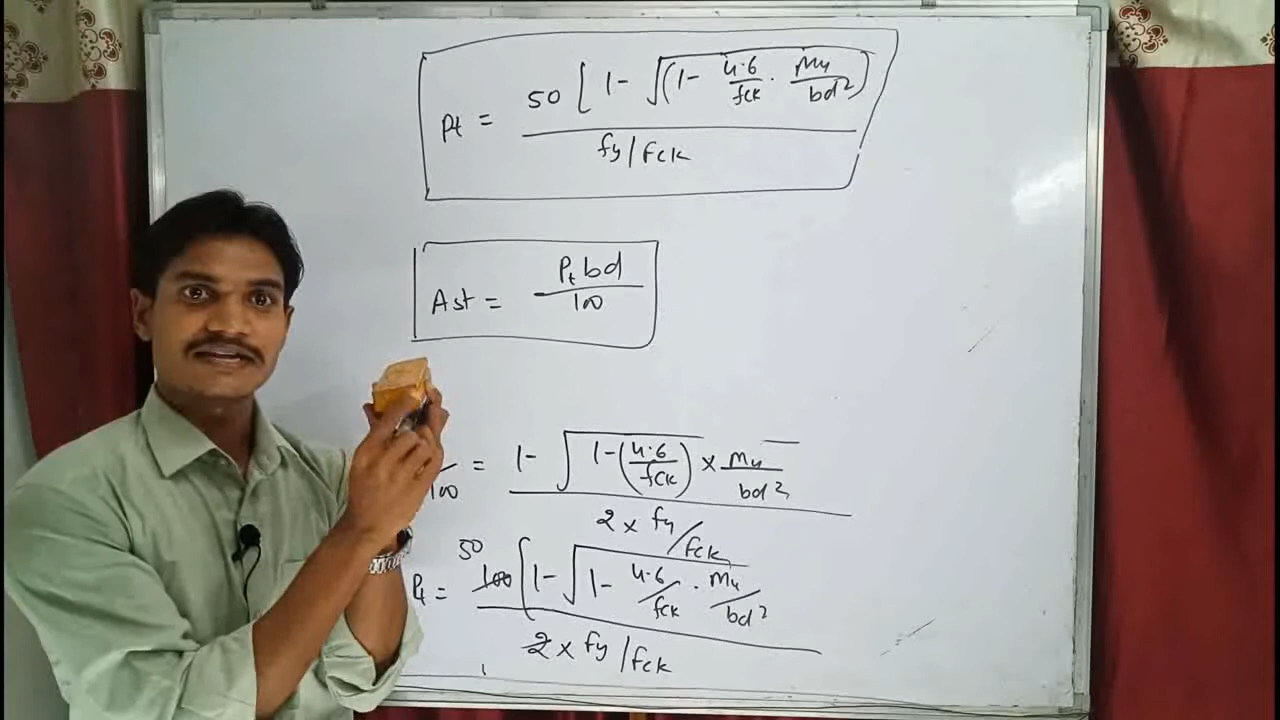 Pt = 50 [ 1 - √(1 - 4.6/fck . Mu/bd²) / fy/fck
Ast = Pt bd / 100
/100 = 1 - √1 - (4.6/fck) × Mu/bd² / 2 × fy/fck
Pt = 50 100 [ 1 - √1 - 4.6/fck . Mu/bd² / 2 × fy/fck